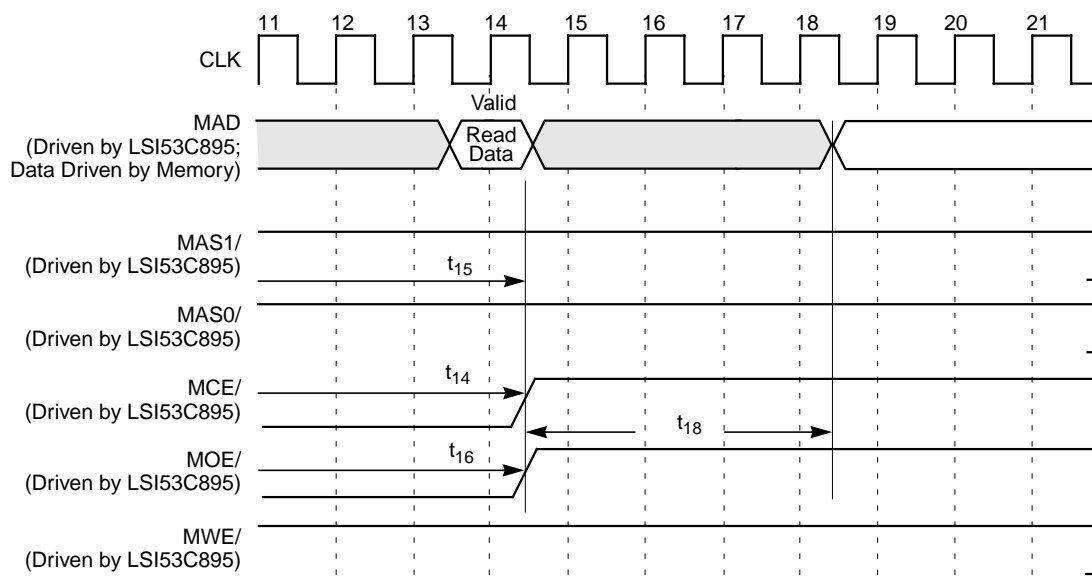 11 12 13 14 15 16 17 18 19 20 21
CLK
Valid
MAD
(Driven by LSI53C895;
Data Driven by Memory)
Read
Data
MAS1/
(Driven by LSI53C895)
t15
MAS0/
(Driven by LSI53C895)
MCE/
(Driven by LSI53C895)
t14
t18
MOE/
(Driven by LSI53C895)
t16
MWE/
(Driven by LSI53C895)